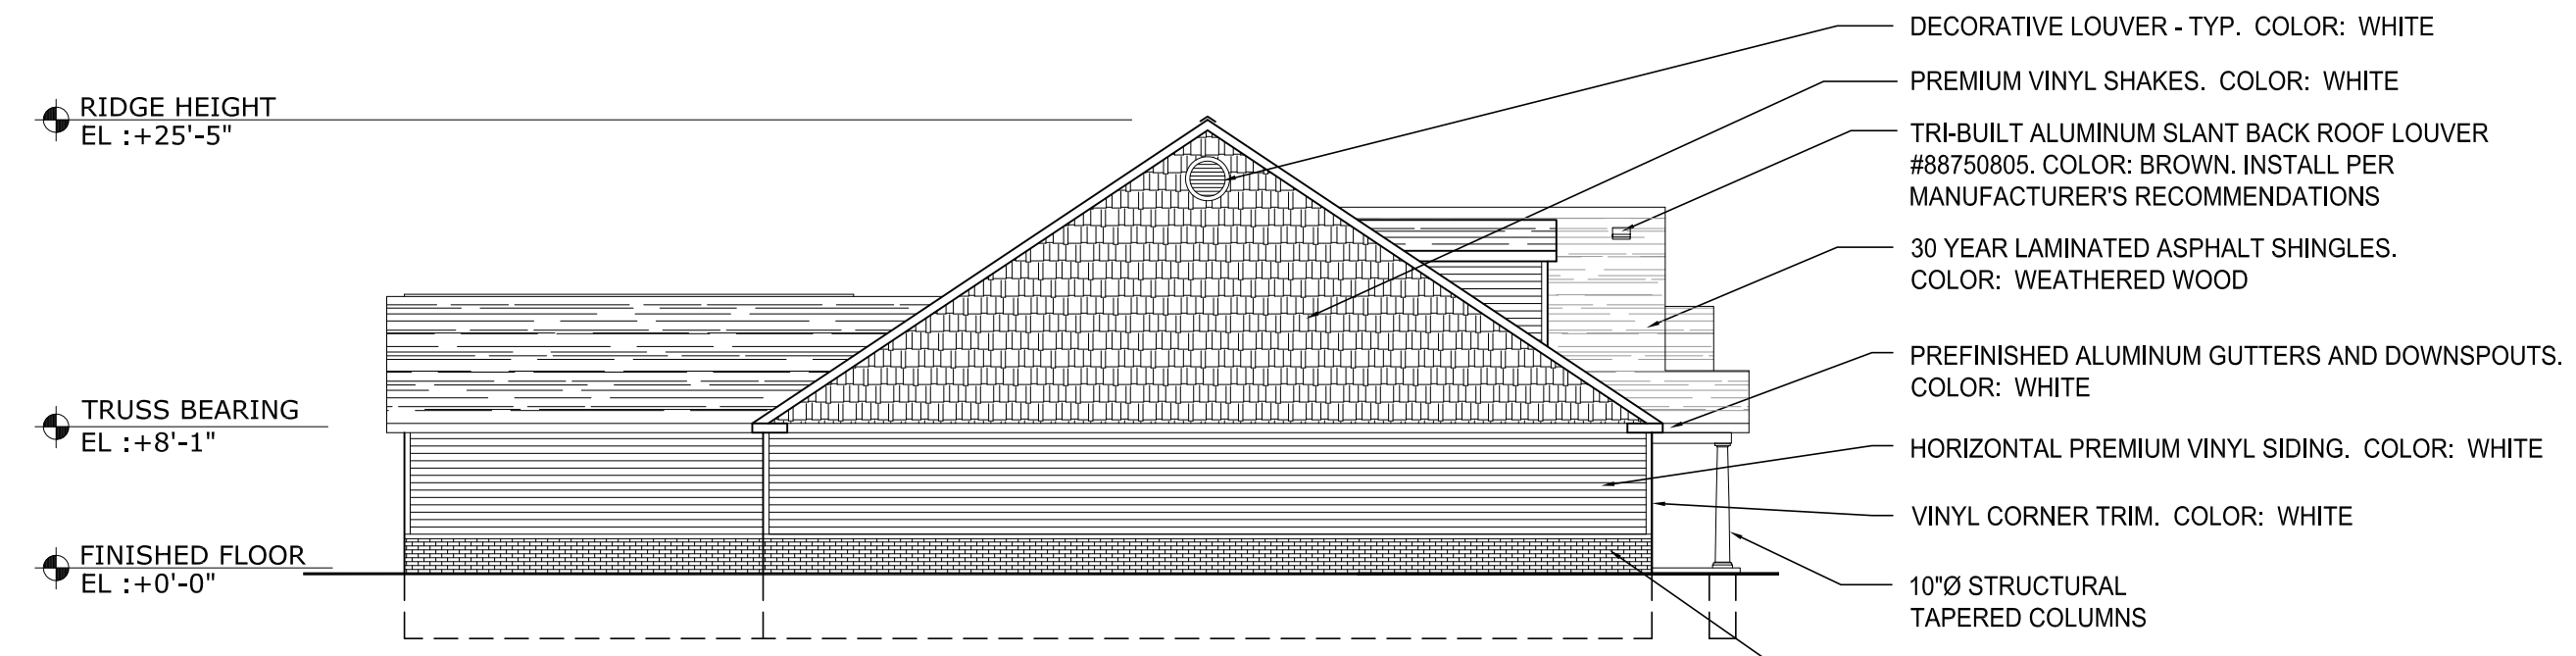 RIDGE HEIGHT
EL :+25'-5"
TRUSS BEARING
EL :+8'-1"
FINISHED FLOOR
EL :+0'-0"
DECORATIVE LOUVER - TYP.  COLOR:  WHITE
PREMIUM VINYL SHAKES.  COLOR:  WHITE
TRI-BUILT ALUMINUM SLANT BACK ROOF LOUVER
#88750805. COLOR: BROWN. INSTALL PER
MANUFACTURER'S RECOMMENDATIONS
30 YEAR LAMINATED ASPHALT SHINGLES.
COLOR:  WEATHERED WOOD
PREFINISHED ALUMINUM GUTTERS AND DOWNSPOUTS.
COLOR:  WHITE
HORIZONTAL PREMIUM VINYL SIDING.  COLOR:  WHITE
VINYL CORNER TRIM.  COLOR:  WHITE
10"Ø STRUCTURAL
TAPERED COLUMNS